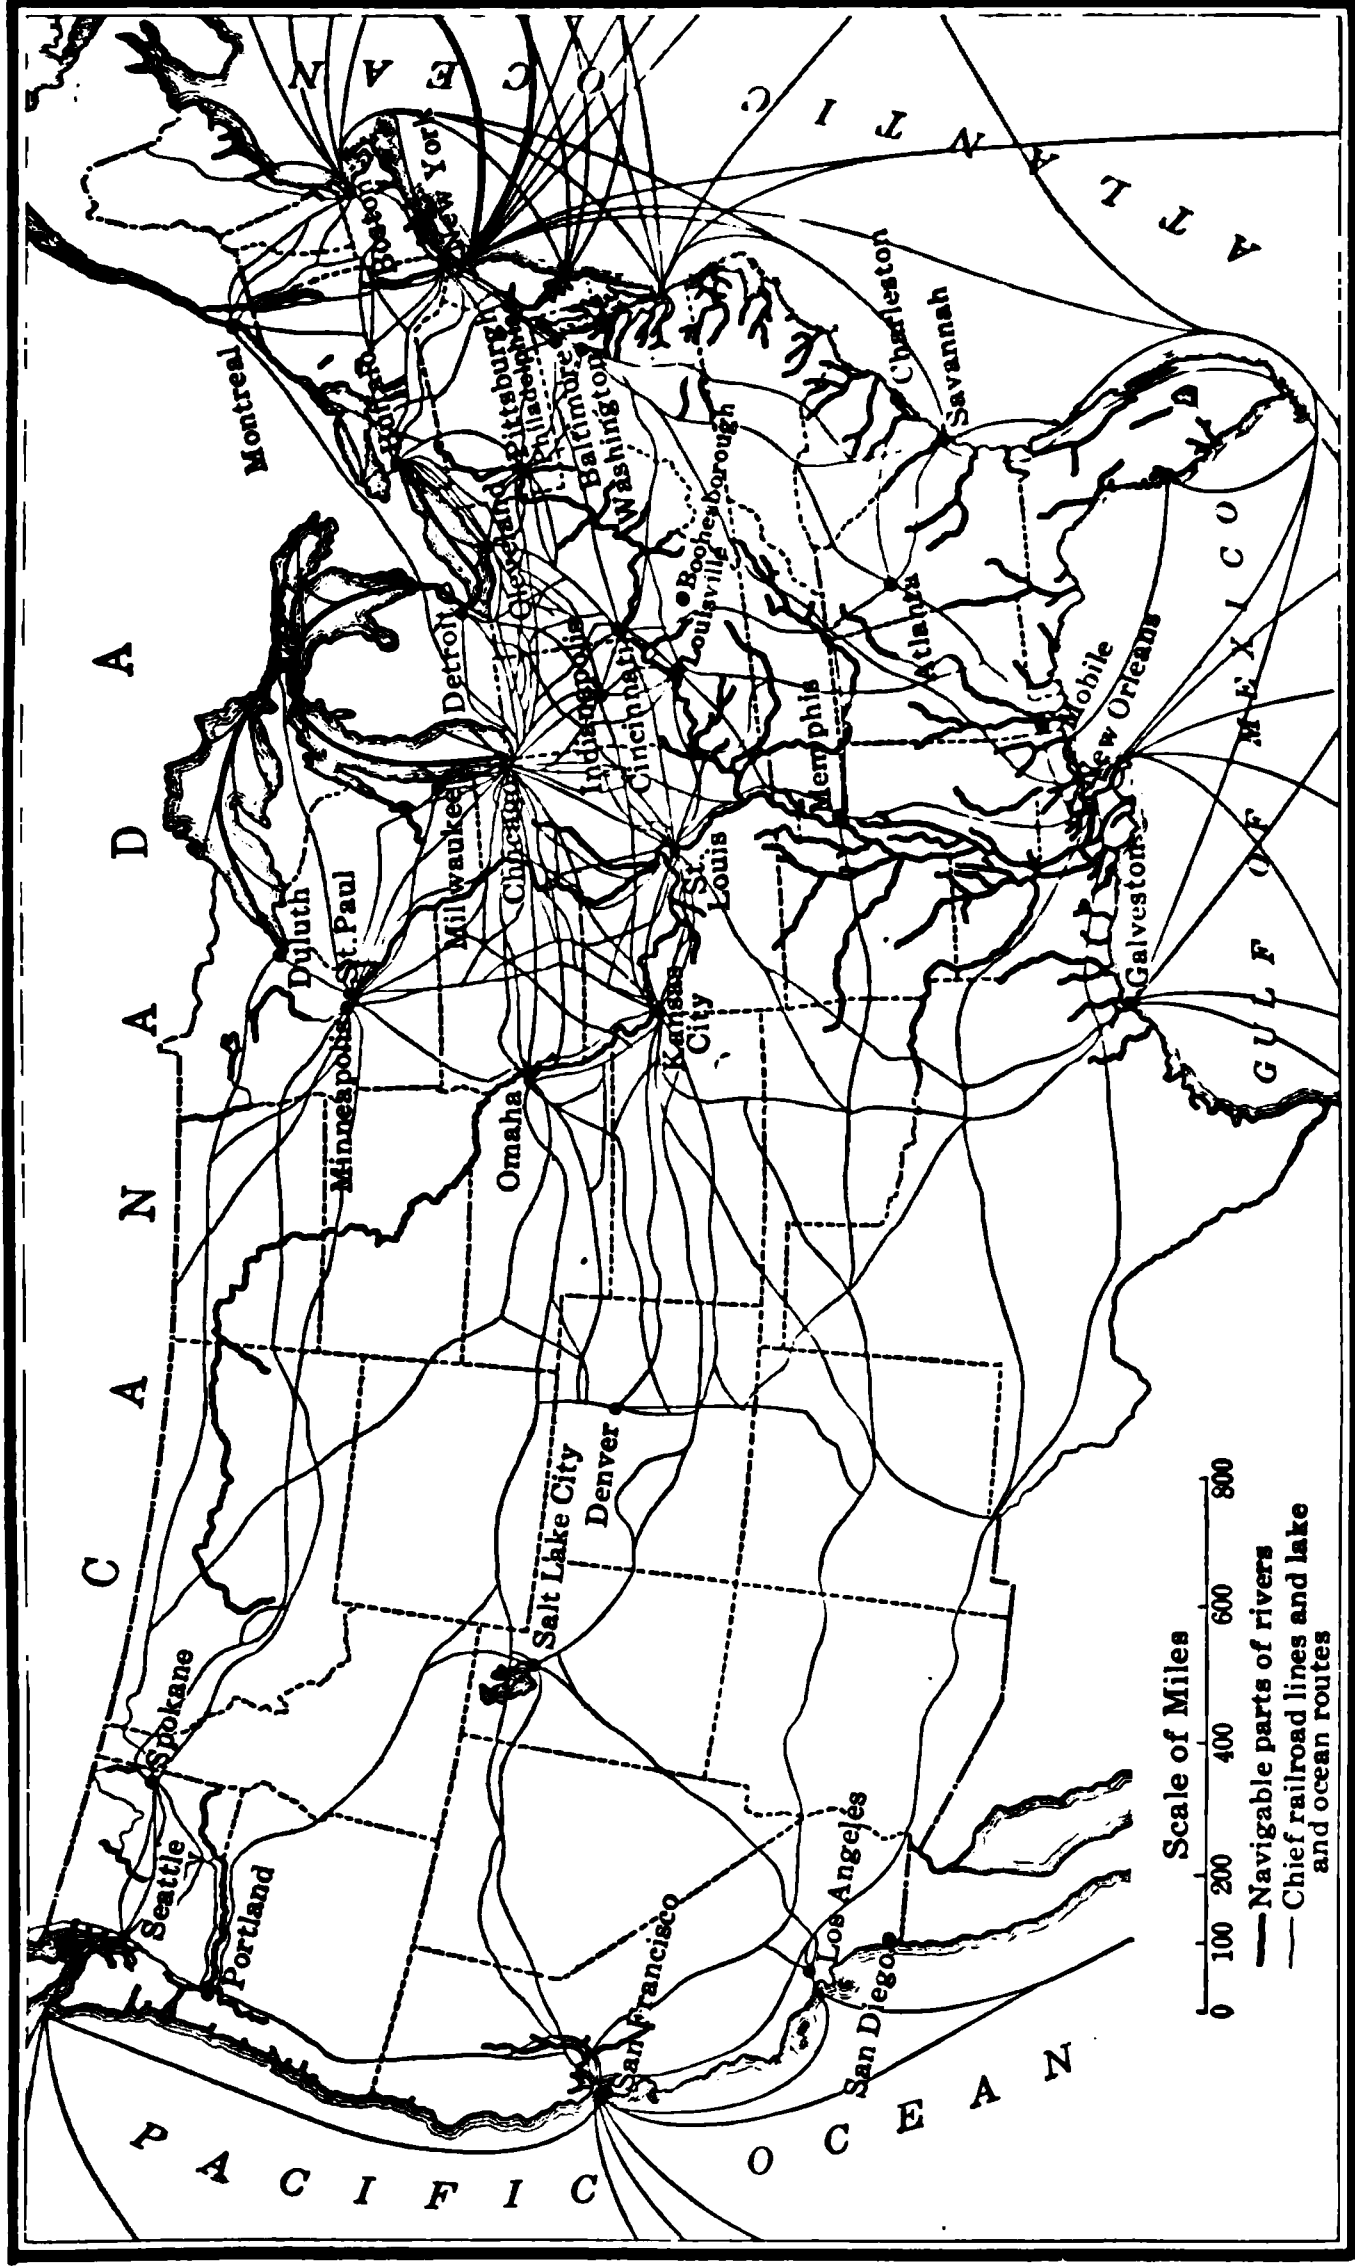 C A N A D A
PACIFIC OCEAN
ATLANTIC OCEAN
GULF OF MEXICO
Seattle
Spokane
Portland
San Francisco
Los Angeles
San Diego
Salt Lake City
Denver
Omaha
Minneapolis
St. Paul
Duluth
Kansas
City
St.
Louis
Milwaukee
Chicago
Detroit
Indianapolis
Cincinnati
Louisville
Boonesborough
Cleveland
Pittsburgh
Buffalo
Montreal
Boston
New York
Philadelphia
Baltimore
Washington
Charleston
Savannah
Atlanta
Memphis
Mobile
New Orleans
Galveston
Scale of Miles
0 100 200 400 600 800
Navigable parts of rivers
Chief railroad lines and lake
and ocean routes